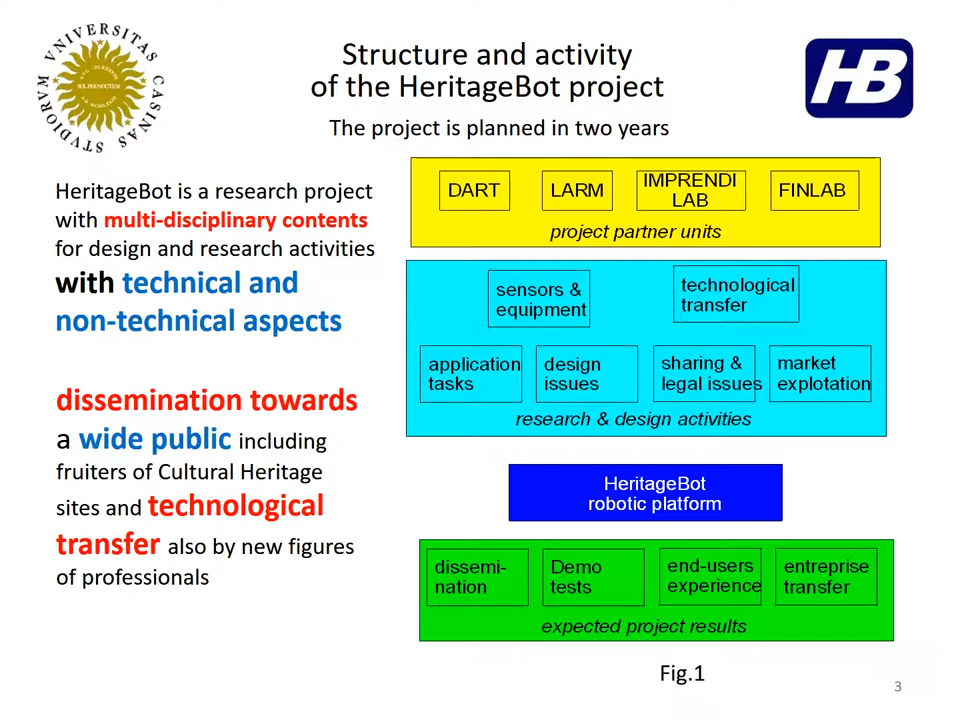 VNIVERSITAS CASINAS STVDIORVM
SOL PER NOCTEM
HB
Structure and activity
of the HeritageBot project
The project is planned in two years
HeritageBot is a research project
with multi-disciplinary contents
for design and research activities
with technical and
non-technical aspects
dissemination towards
a wide public including
fruiters of Cultural Heritage
sites and technological
transfer also by new figures
of professionals
DART
LARM
IMPRENDI
LAB
FINLAB
project partner units
sensors &
equipment
technological
transfer
application
tasks
design
issues
sharing &
legal issues
market
explotation
research & design activities
HeritageBot
robotic platform
dissemi-
nation
Demo
tests
end-users
experience
entreprise
transfer
expected project results
Fig.1
3